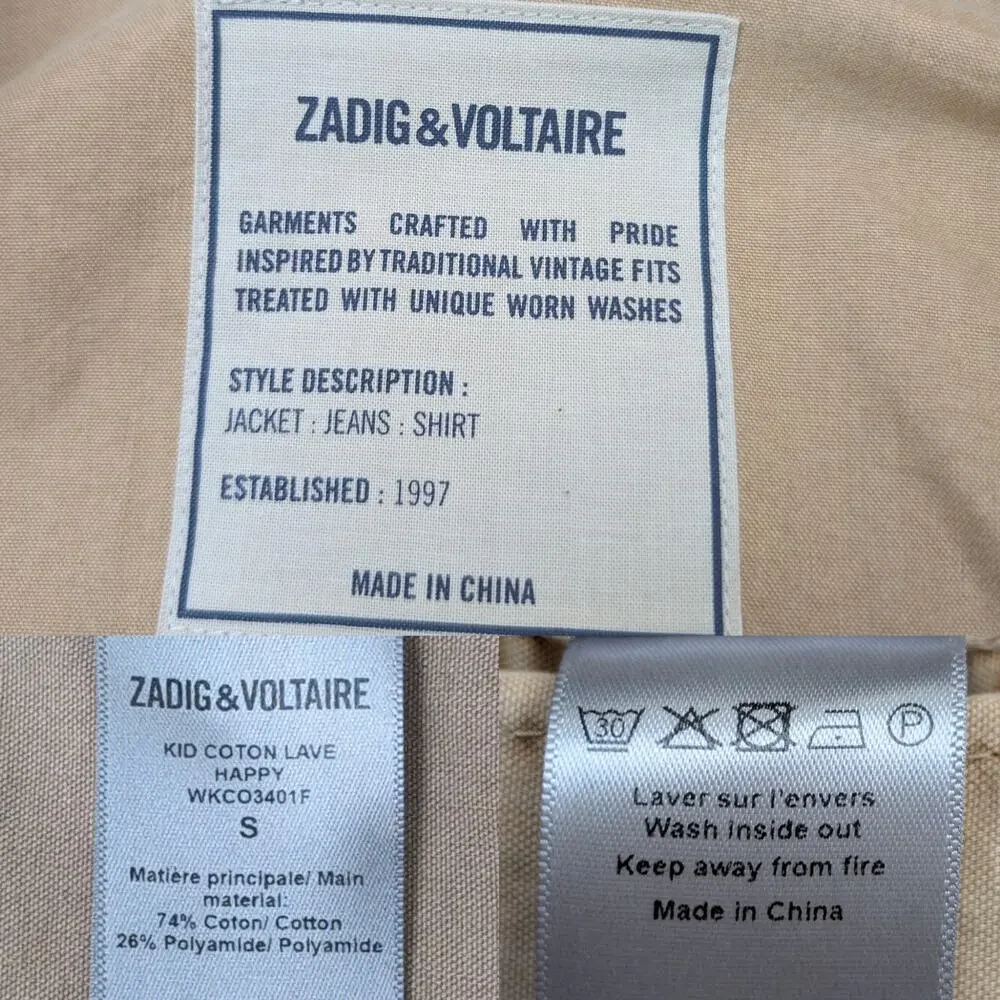 ZADIG&VOLTAIRE
GARMENTS CRAFTED WITH PRIDE
INSPIRED BY TRADITIONAL VINTAGE FITS
TREATED WITH UNIQUE WORN WASHES
STYLE DESCRIPTION :
JACKET : JEANS : SHIRT
ESTABLISHED : 1997
MADE IN CHINA
ZADIG&VOLTAIRE
KID COTON LAVE
HAPPY
WKCO3401F
S
Matière principale/ Main
material:
74% Coton/ Cotton
26% Polyamide/ Polyamide
30 P
Laver sur l'envers
Wash inside out
Keep away from fire
Made in China